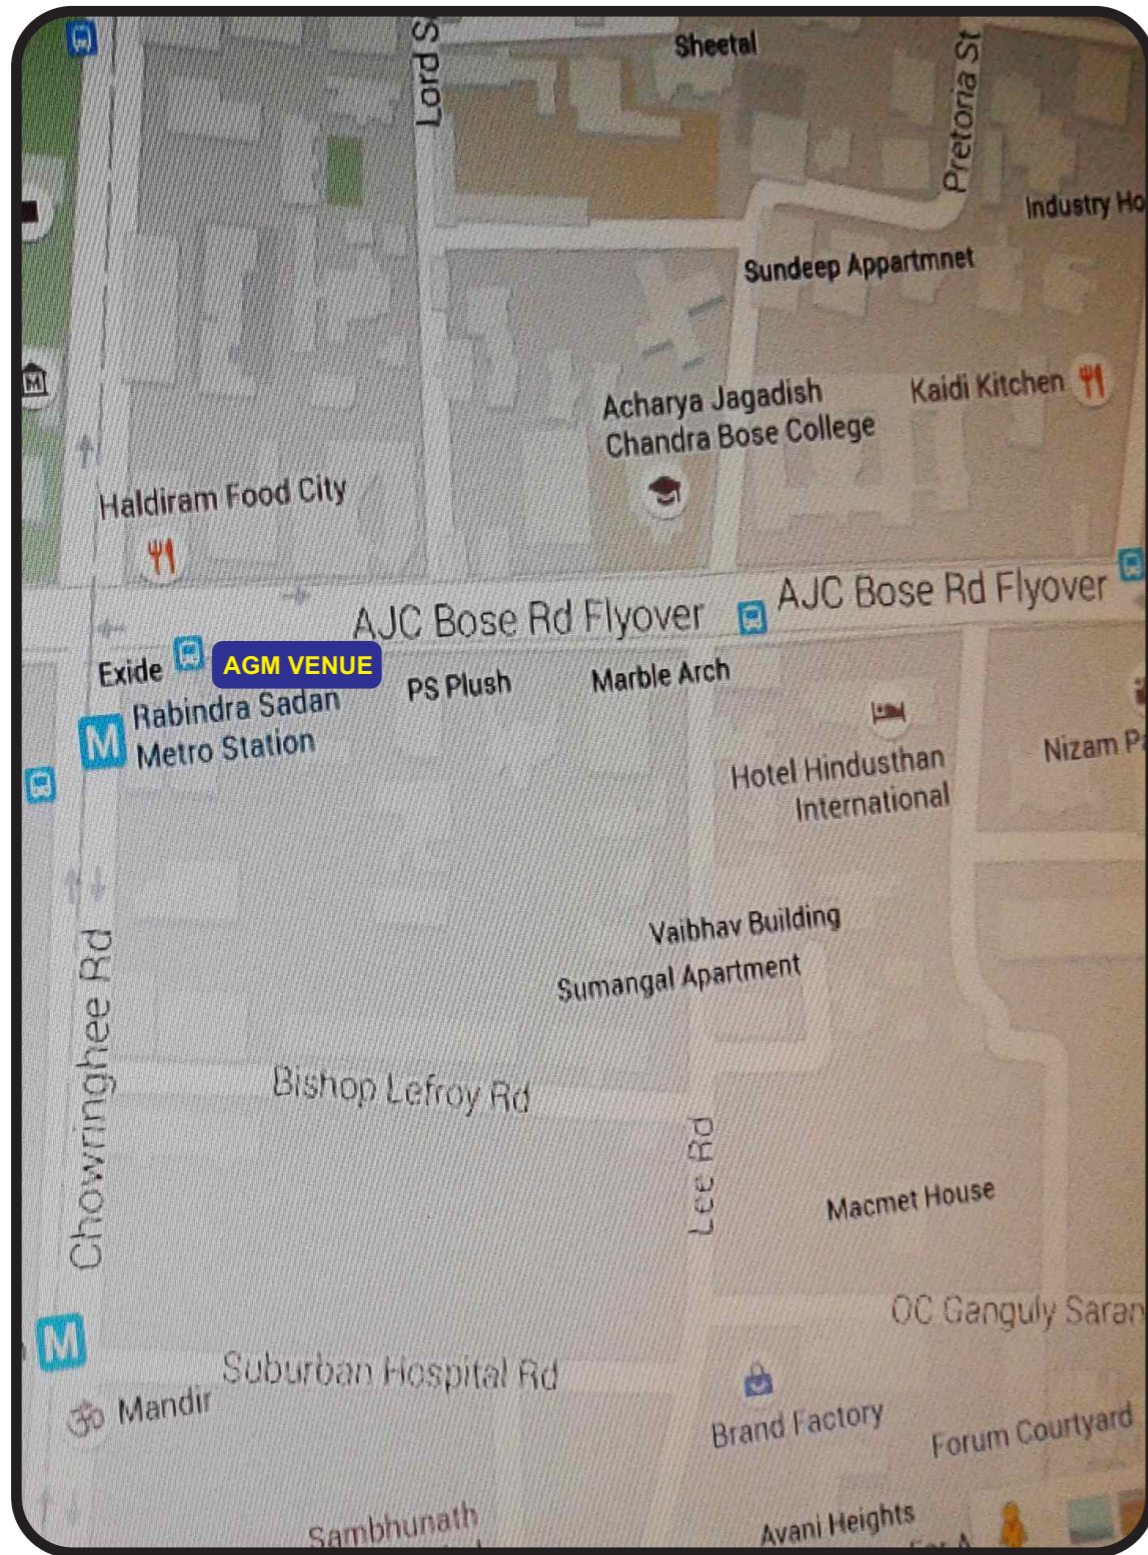 Lord S
Sheetal
Pretoria St
Industry Ho
Sundeep Appartmnet
Acharya Jagadish
Chandra Bose College
Kaidi Kitchen
Haldiram Food City
AJC Bose Rd Flyover
AJC Bose Rd Flyover
Exide
AGM VENUE
PS Plush
Marble Arch
M
Rabindra Sadan
Metro Station
Hotel Hindusthan
International
Nizam Pa
Vaibhav Building
Sumangal Apartment
Chowringhee Rd
Bishop Lefroy Rd
Lee Rd
Macmet House
OC Ganguly Saran
M
Suburban Hospital Rd
ॐ Mandir
Brand Factory
Forum Courtyard
Sambhunath
Avani Heights